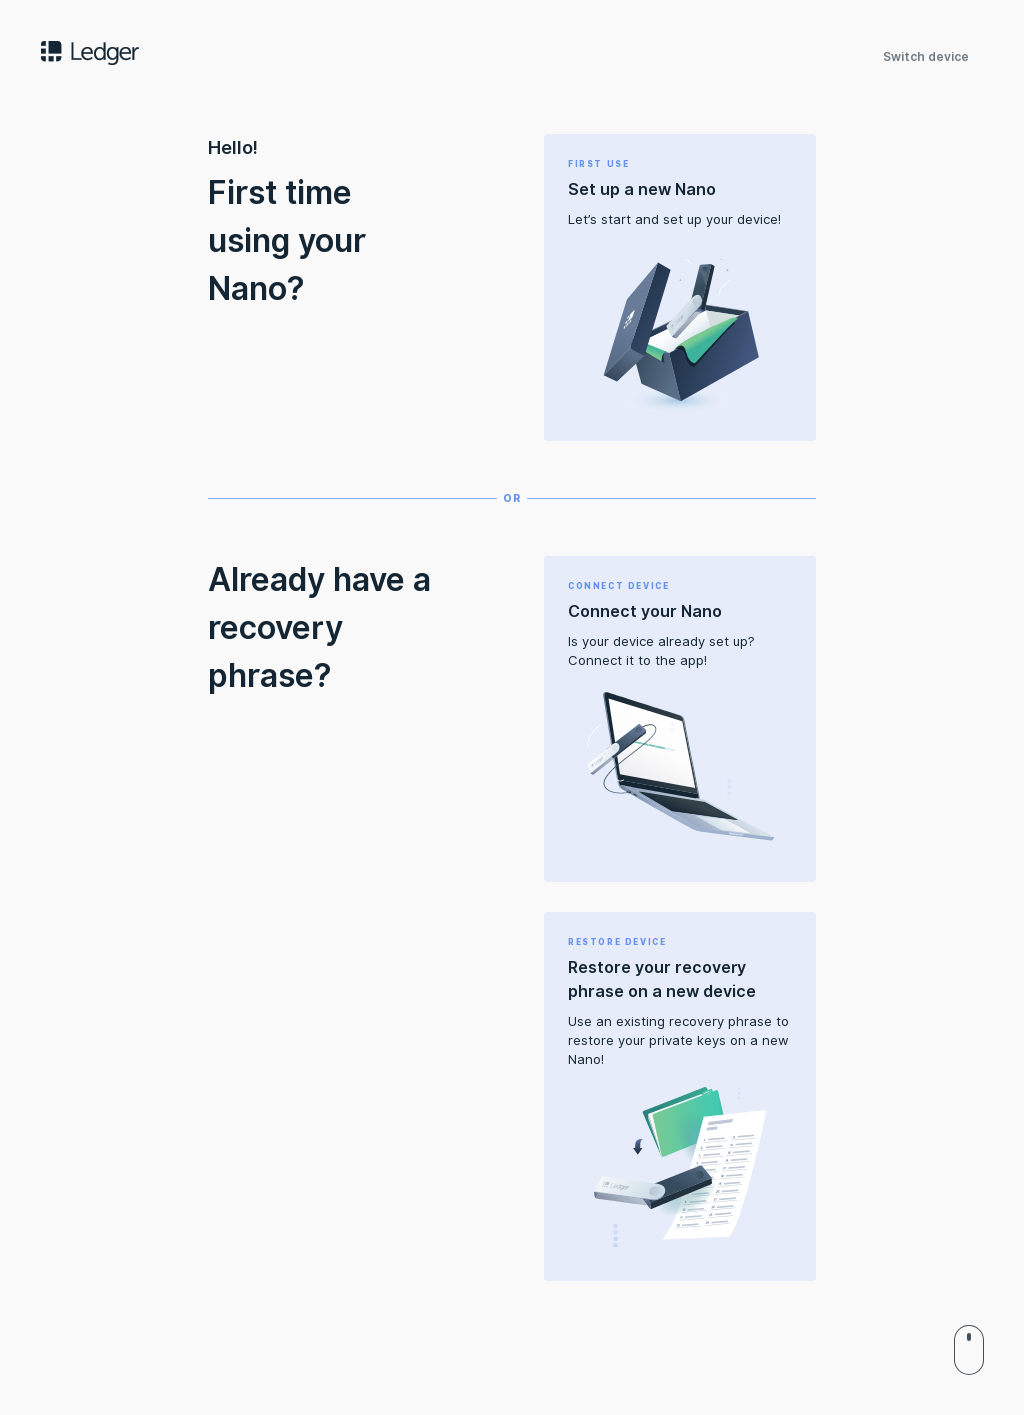 Ledger
Switch device
Hello!
First time
using your
Nano?
FIRST USE
Set up a new Nano
Let's start and set up your device!
OR
Already have a
recovery
phrase?
CONNECT DEVICE
Connect your Nano
Is your device already set up?
Connect it to the app!
RESTORE DEVICE
Restore your recovery
phrase on a new device
Use an existing recovery phrase to
restore your private keys on a new
Nano!
Ledger